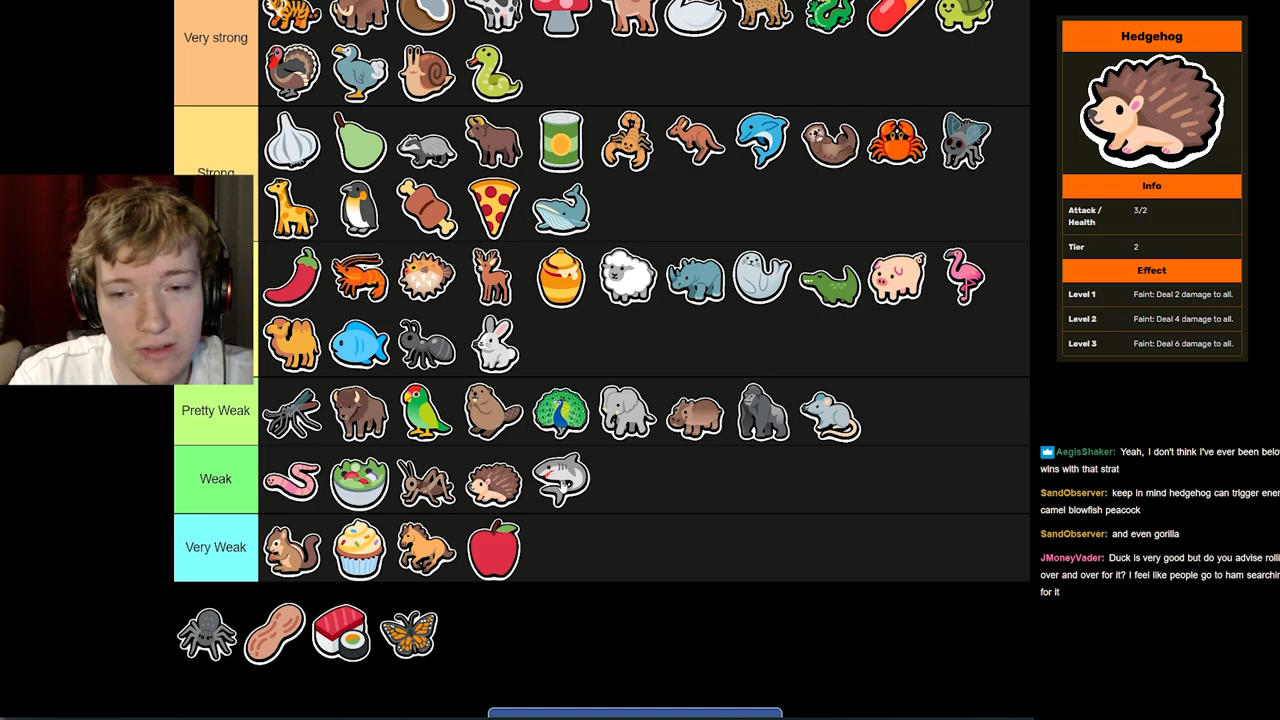 Very strong
Strong
Pretty Weak
Weak
Very Weak
Hedgehog
Info
Attack / Health 3/2
Tier 2
Effect
Level 1 Faint: Deal 2 damage to all.
Level 2 Faint: Deal 4 damage to all.
Level 3 Faint: Deal 6 damage to all.
AegisShaker: Yeah, I don't think I've ever been
wins with that strat
SandObserver: keep in mind hedgehog can trigger
camel blowfish peacock
SandObserver: and even gorilla
JMoneyVader: Duck is very good but do you advise
over and over for it? I feel like people go to ham
for it